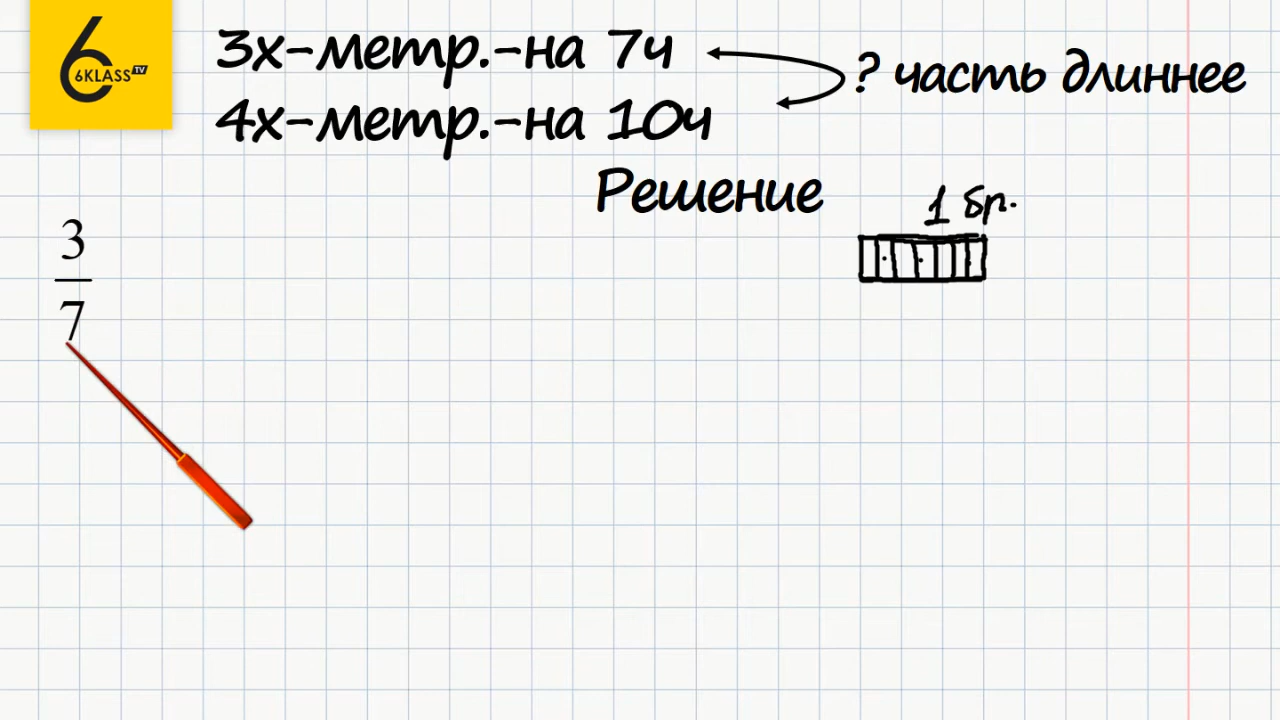 6KLASS TV
3х-метр.-на 7ч
4х-метр.-на 10ч
? часть длиннее
Решение
1 бр.
3
7